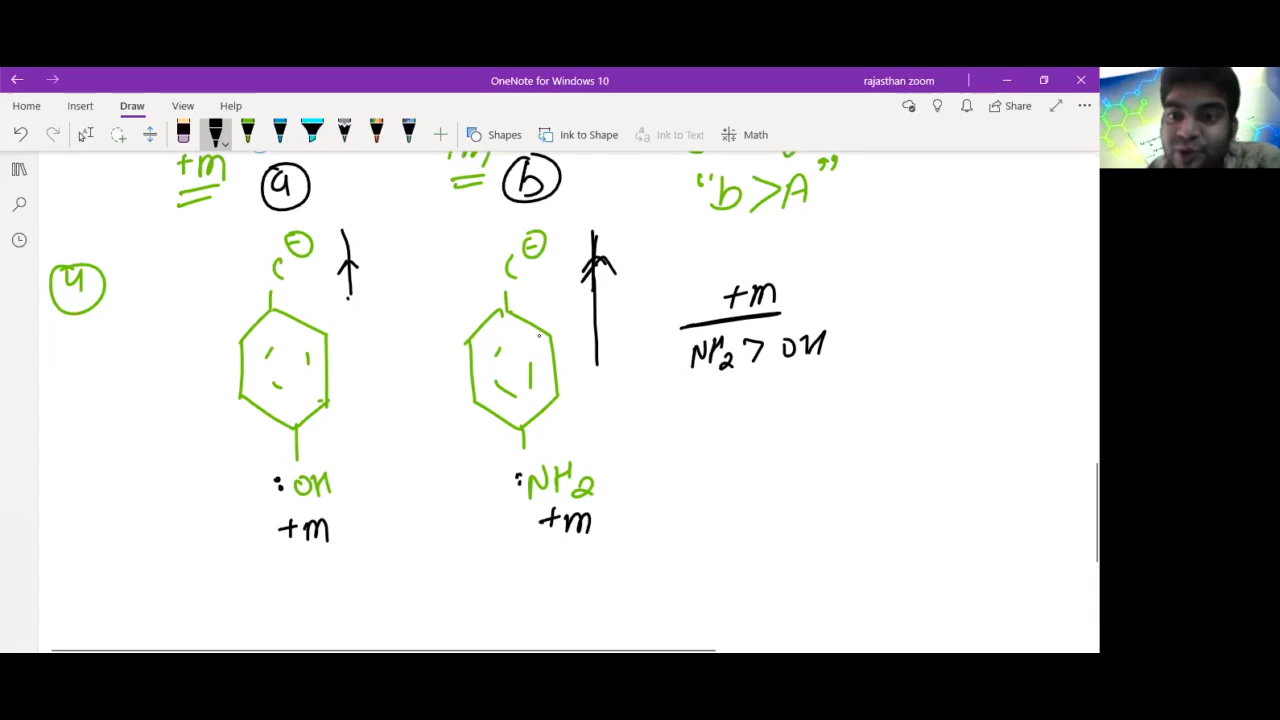 OneNote for Windows 10
rajasthan zoom
Home Insert Draw View Help
Share
Shapes
Ink to Shape
Ink to Text
Math
+m
a
+m
b
"b > A"
4
C ⊖
: OH
+m
C ⊖
: NH2
+m
+m
NH2 > OH